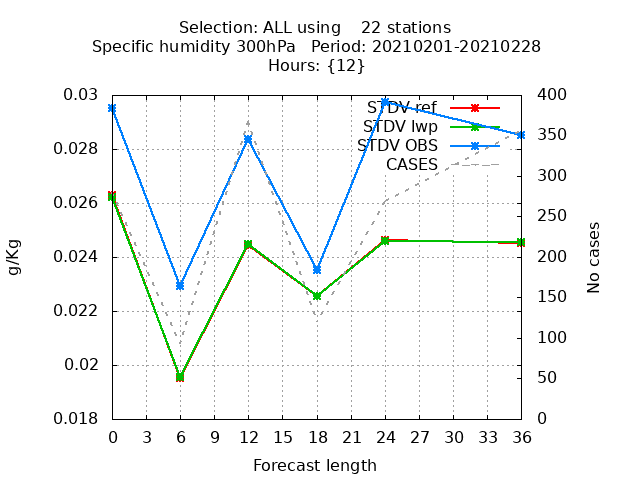 Selection: ALL using    22 stations
Specific humidity 300hPa   Period: 20210201-20210228
Hours: {12}
STDV ref
STDV lwp
STDV OBS
CASES
0.03
0.028
0.026
0.024
0.022
0.02
0.018
g/Kg
400
350
300
250
200
150
100
50
0
No cases
0 3 6 9 12 15 18 21 24 27 30 33 36
Forecast length